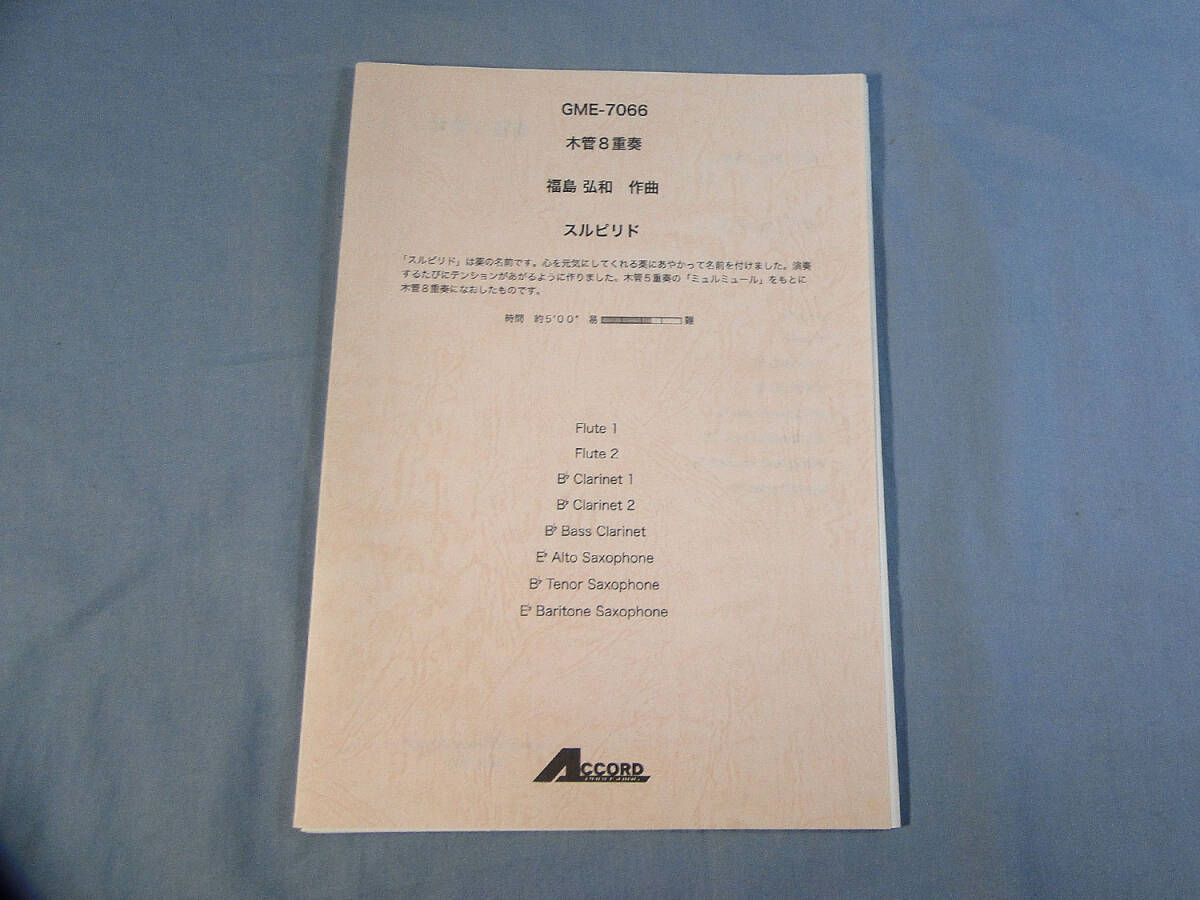 GME-7066
木管８重奏
福島 弘和　作曲
スルピリド
「スルピリド」は薬の名前です。心を元気にしてくれる薬にあやかって名前を付けました。演奏
するたびにテンションがあがるように作りました。木管５重奏の「ミュルミュール」をもとに
木管８重奏になおしたものです。
時間　約５'００"　易　難
Flute 1
Flute 2
B♭ Clarinet 1
B♭ Clarinet 2
B♭ Bass Clarinet
E♭ Alto Saxophone
B♭ Tenor Saxophone
E♭ Baritone Saxophone
ACCORD